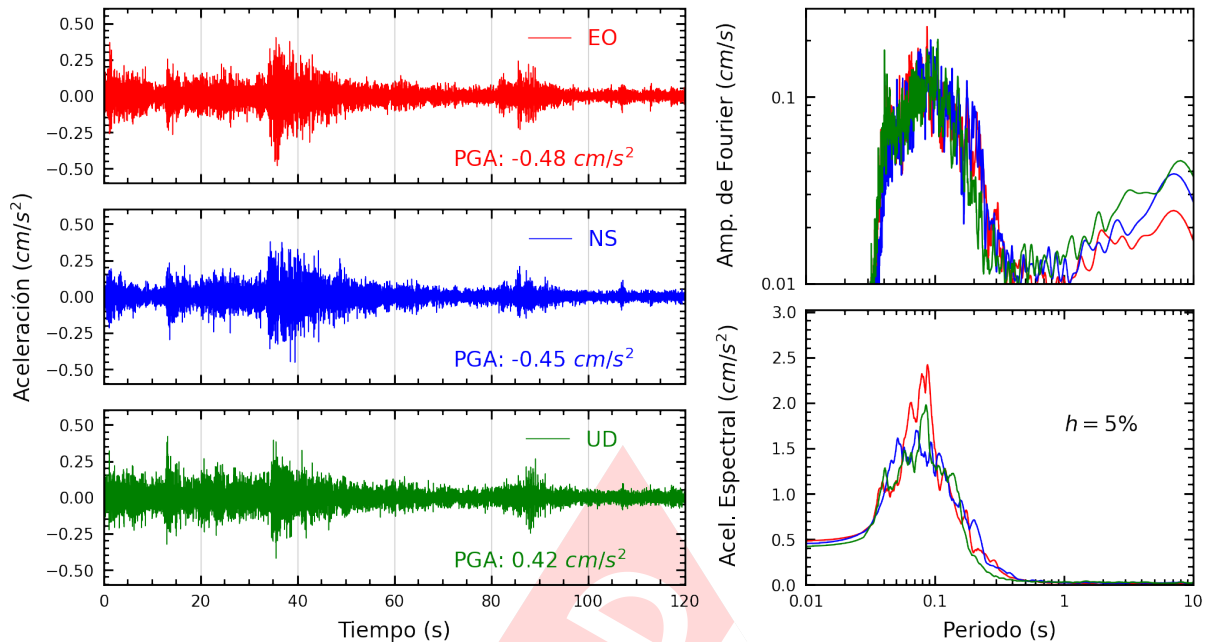 Aceleración (cm/s²)
0.50
0.25
0.00
−0.25
−0.50
EO
PGA: -0.48 cm/s²
0.50
0.25
0.00
−0.25
−0.50
NS
PGA: -0.45 cm/s²
0.50
0.25
0.00
−0.25
−0.50
UD
PGA: 0.42 cm/s²
0 20 40 60 80 100 120
Tiempo (s)
Amp. de Fourier (cm/s)
0.1
0.01
Acel. Espectral (cm/s²)
3.0
2.5
2.0
1.5
1.0
0.5
0.0
h = 5%
0.01 0.1 1 10
Periodo (s)